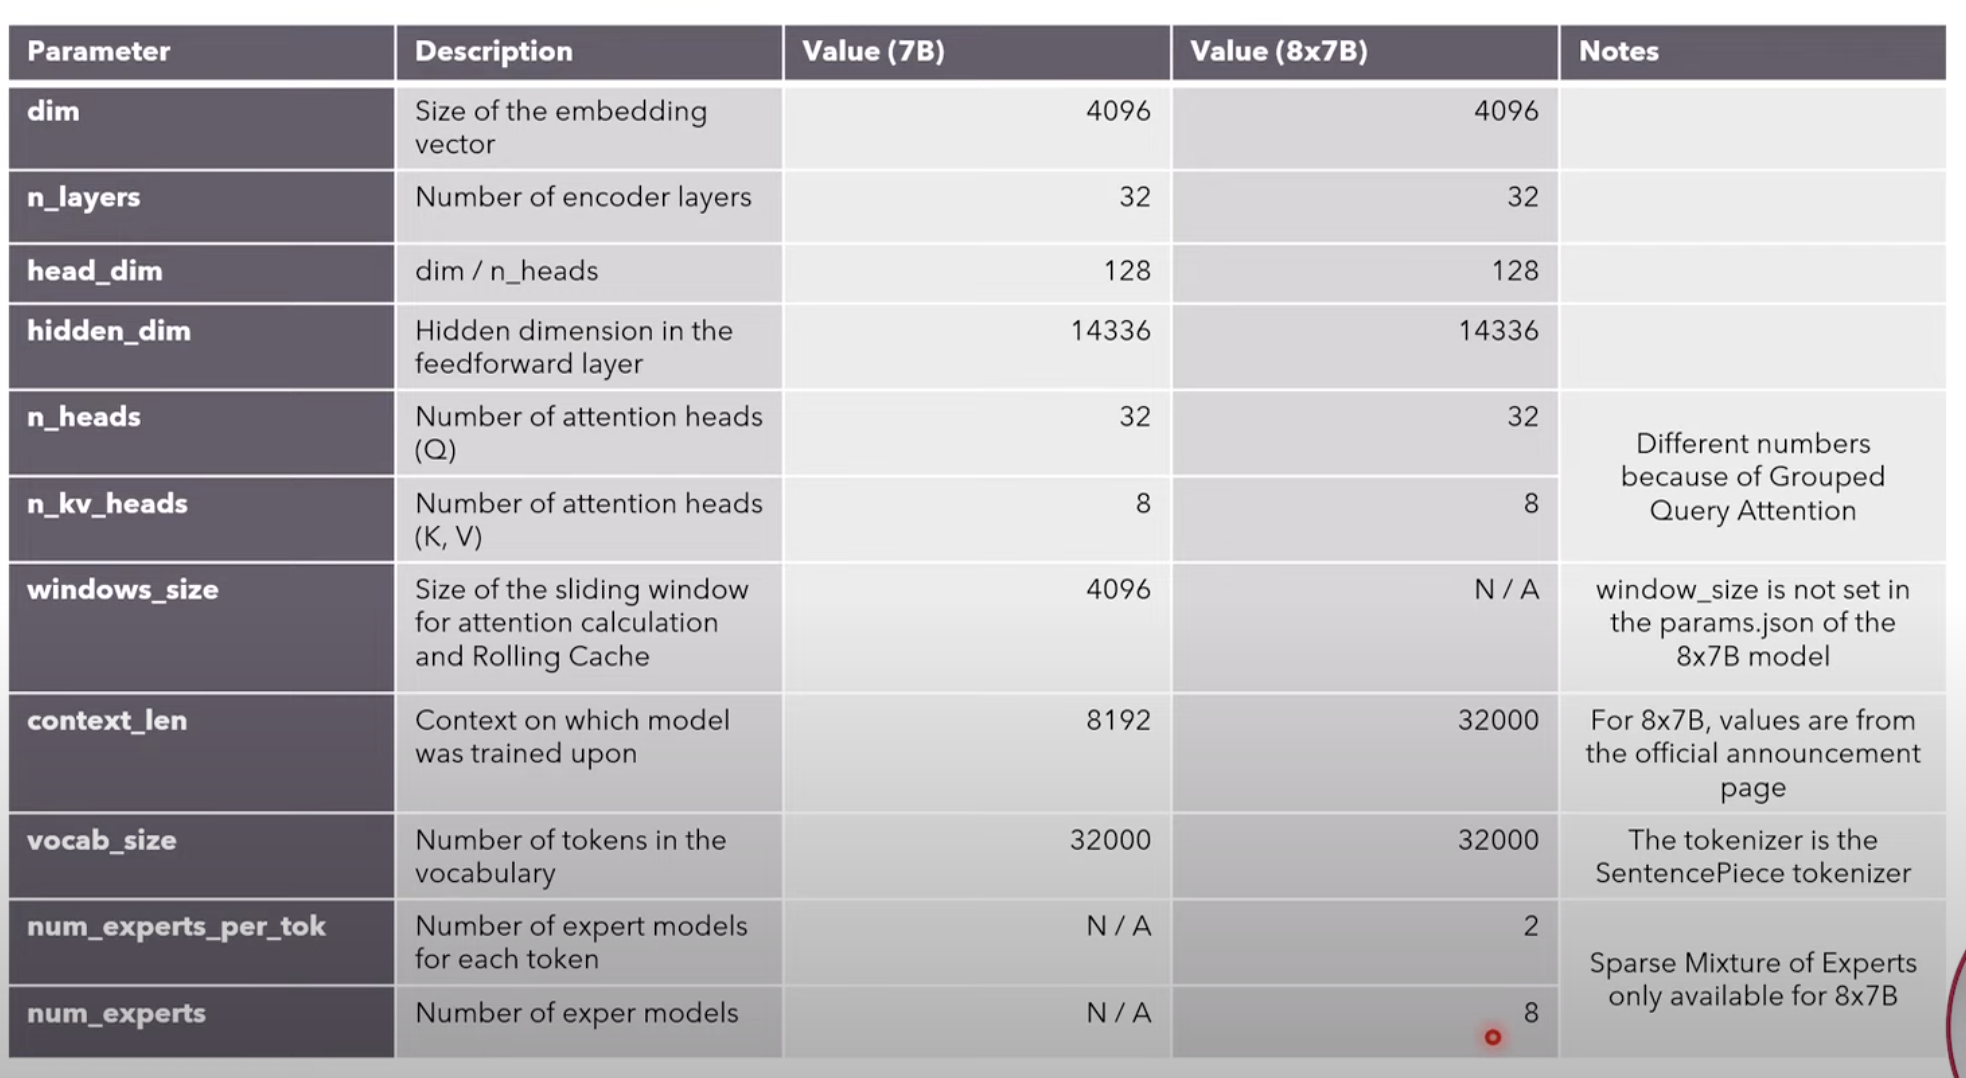 Parameter
Description
Value (7B)
Value (8x7B)
Notes
dim
Size of the embedding
vector
4096
4096
n_layers
Number of encoder layers
32
32
head_dim
dim / n_heads
128
128
hidden_dim
Hidden dimension in the
feedforward layer
14336
14336
n_heads
Number of attention heads
(Q)
32
32
Different numbers
because of Grouped
Query Attention
n_kv_heads
Number of attention heads
(K, V)
8
8
windows_size
Size of the sliding window
for attention calculation
and Rolling Cache
4096
N / A
window_size is not set in
the params.json of the
8x7B model
context_len
Context on which model
was trained upon
8192
32000
For 8x7B, values are from
the official announcement
page
vocab_size
Number of tokens in the
vocabulary
32000
32000
The tokenizer is the
SentencePiece tokenizer
num_experts_per_tok
Number of expert models
for each token
N / A
2
Sparse Mixture of Experts
only available for 8x7B
num_experts
Number of exper models
N / A
8